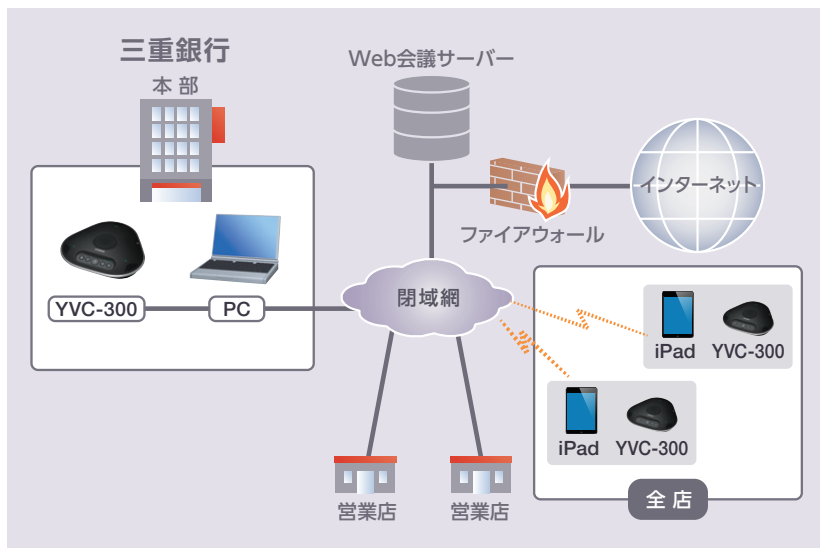 三重銀行
本部
Web会議サーバー
インターネット
ファイアウォール
YVC-300
PC
閉域網
iPad YVC-300
iPad YVC-300
営業店
営業店
全店